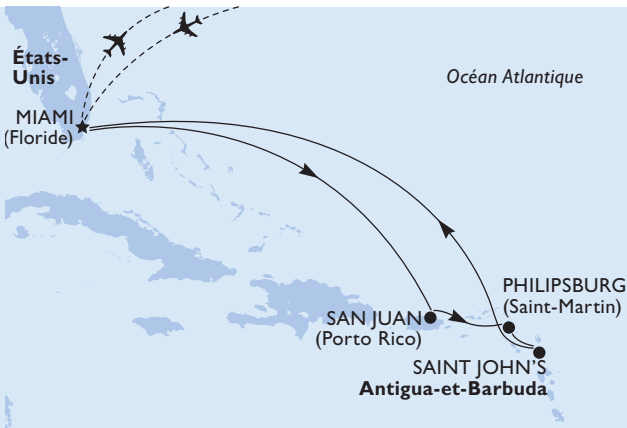 États-
Unis
MIAMI
(Floride)
Océan Atlantique
PHILIPSBURG
(Saint-Martin)
SAN JUAN
(Porto Rico)
SAINT JOHN'S
Antigua-et-Barbuda